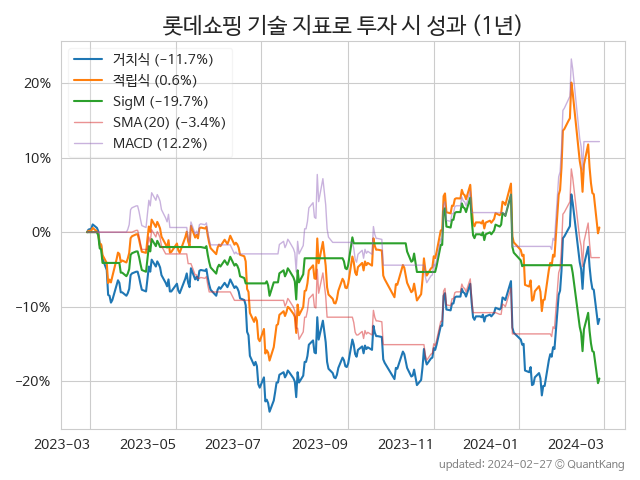 롯데쇼핑 기술 지표로 투자 시 성과 (1년)
거치식 (−11.7%)
적립식 (0.6%)
SigM (−19.7%)
SMA(20) (−3.4%)
MACD (12.2%)
20%
10%
0%
−10%
−20%
2023−03 2023−05 2023−07 2023−09 2023−11 2024−01 2024−03
updated: 2024−02−27 ⓒ QuantKang